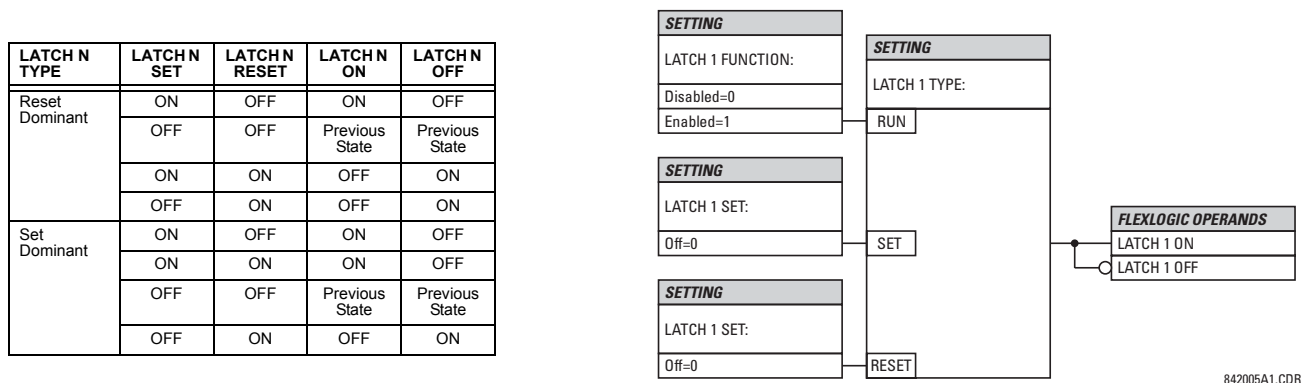 LATCH N TYPE LATCH N SET LATCH N RESET LATCH N ON LATCH N OFF
Reset Dominant ON OFF ON OFF
OFF OFF Previous State Previous State
ON ON OFF ON
OFF ON OFF ON
Set Dominant ON OFF ON OFF
ON ON ON OFF
OFF OFF Previous State Previous State
OFF ON OFF ON
SETTING
LATCH 1 FUNCTION:
Disabled=0
Enabled=1
SETTING
LATCH 1 TYPE:
RUN
SETTING
LATCH 1 SET:
Off=0
SET
SETTING
LATCH 1 SET:
Off=0
RESET
FLEXLOGIC OPERANDS
LATCH 1 ON
LATCH 1 OFF
842005A1.CDR